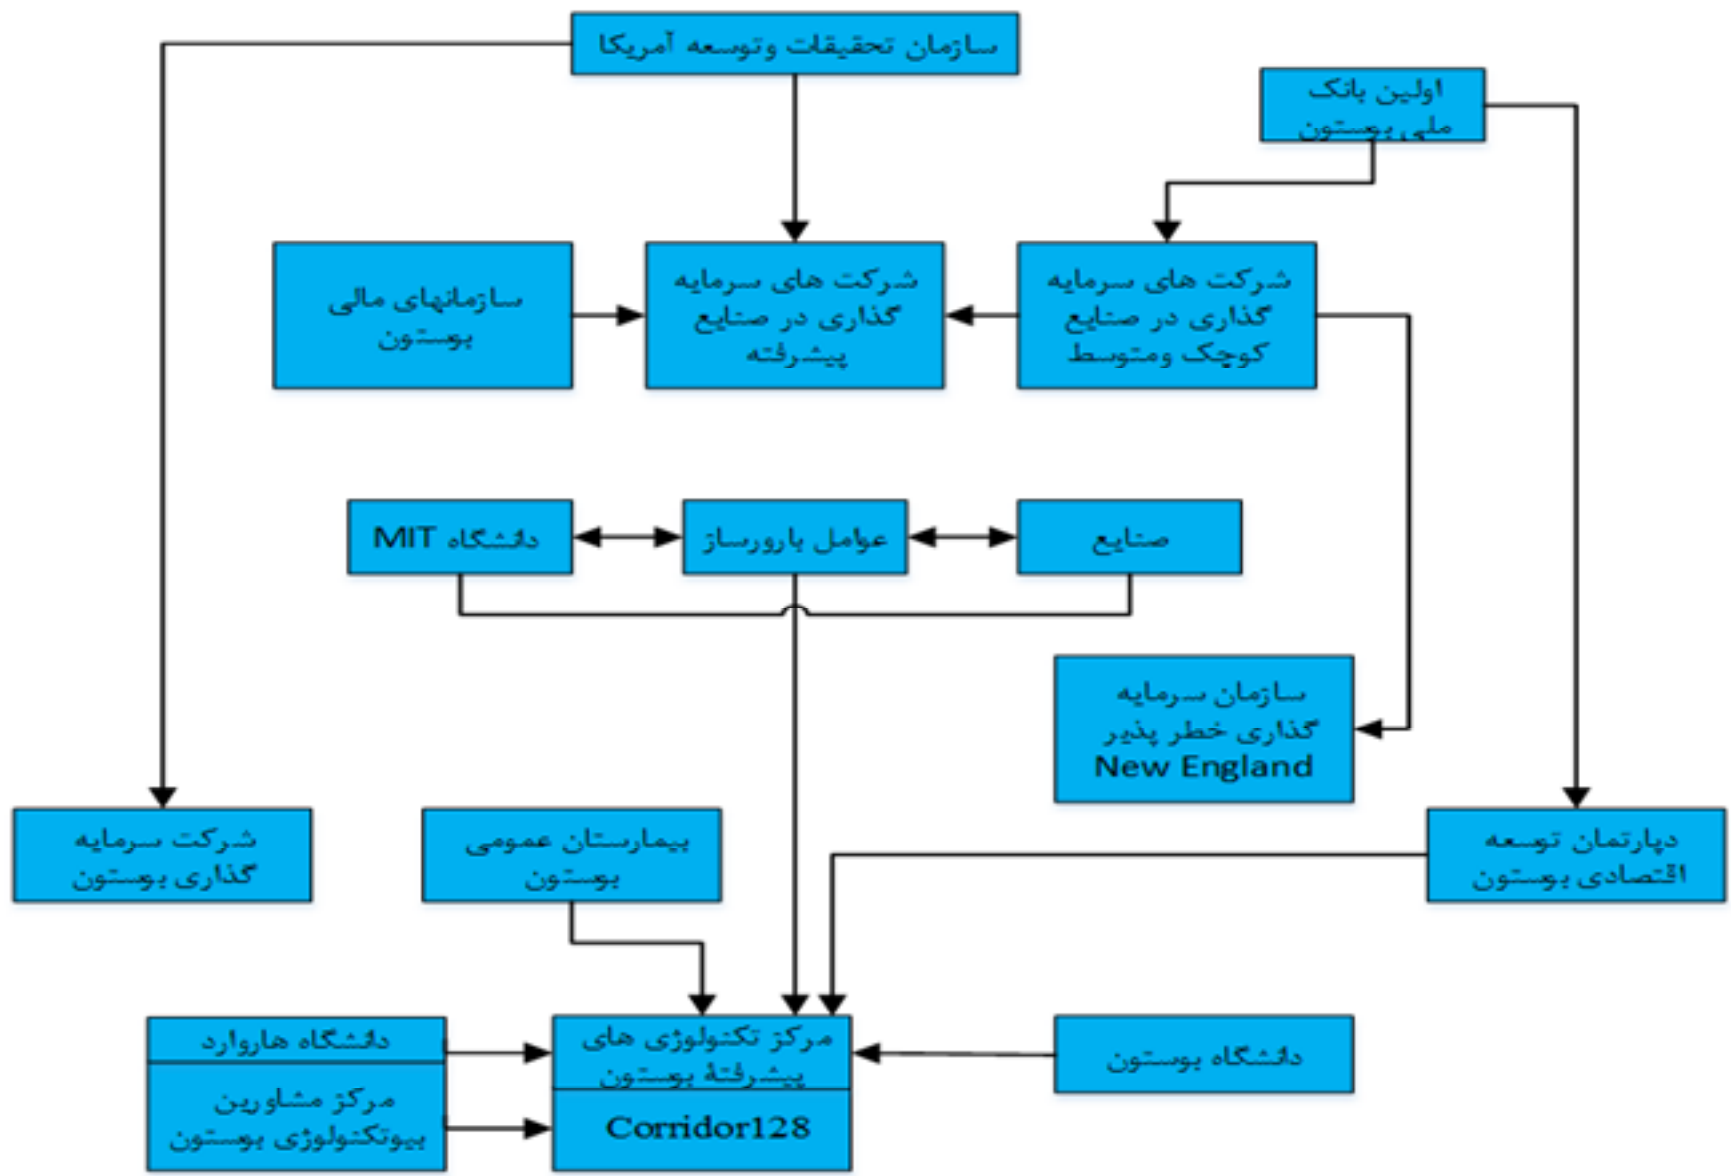 سازمان تحقیقات وتوسعه آمریکا
اولین بانک
ملی بوستون
شرکت های سرمایه
گذاری در صنایع
کوچک ومتوسط
شرکت های سرمایه
گذاری در صنایع
پیشرفته
سازمانهای مالی
بوستون
صنایع
عوامل بارورساز
دانشگاه MIT
سازمان سرمایه
گذاری خطر پذیر
New England
دپارتمان توسعه
اقتصادی بوستون
بیمارستان عمومی
بوستون
شرکت سرمایه
گذاری بوستون
دانشگاه بوستون
مرکز تکنولوژی های
پیشرفتهٔ بوستون
Corridor128
دانشگاه هاروارد
مرکز مشاورین
بیوتکنولوژی بوستون